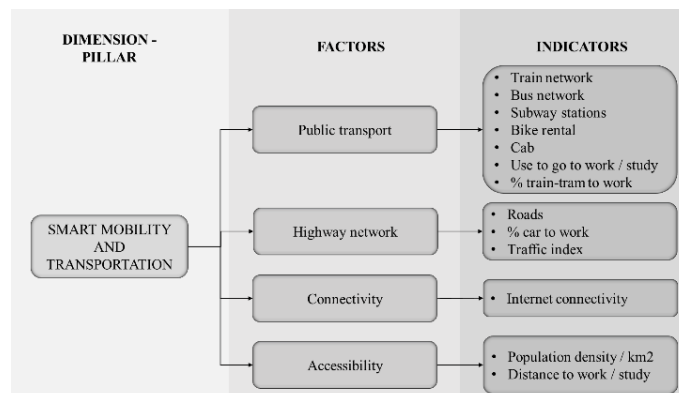 DIMENSION -
PILLAR
FACTORS
INDICATORS
SMART MOBILITY
AND
TRANSPORTATION
Public transport
• Train network
• Bus network
• Subway stations
• Bike rental
• Cab
• Use to go to work / study
• % train-tram to work
Highway network
• Roads
• % car to work
• Traffic index
Connectivity
• Internet connectivity
Accessibility
• Population density / km2
• Distance to work / study